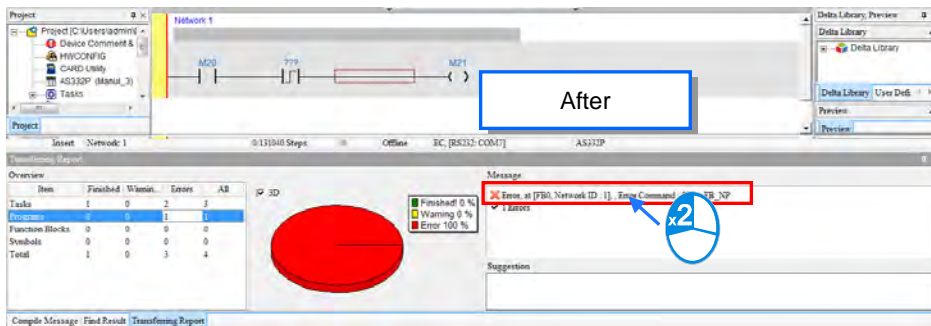 Project
Project [C:\Users\admini
Device Comment &
HWCONFIG
CARD Utility
AS332P (Manul_3)
Tasks
Project
Network 1
M20
???
M21
After
Delta Library, Preview
Delta Library
Delta Library
Delta Library User Defi.
Preview
Preview
Insert Network: 1 0/131040 Steps Offline EC, [RS232: COM7] AS332P
Transferring Report
Overview
Item Finished Warnin... Errors All
Tasks 1 0 2 3
Programs 0 0 1 1
Function Blocks 0 0 0 0
Symbols 0 0 0 0
Total 1 0 3 4
3D
Finished! 0 %
Warning 0 %
Error 100 %
Message
Error, at [FB0, Network ID : 1], , Error Command FB_NP
1 Errors
x2
Suggestion
Compile Message Find Result Transferring Report